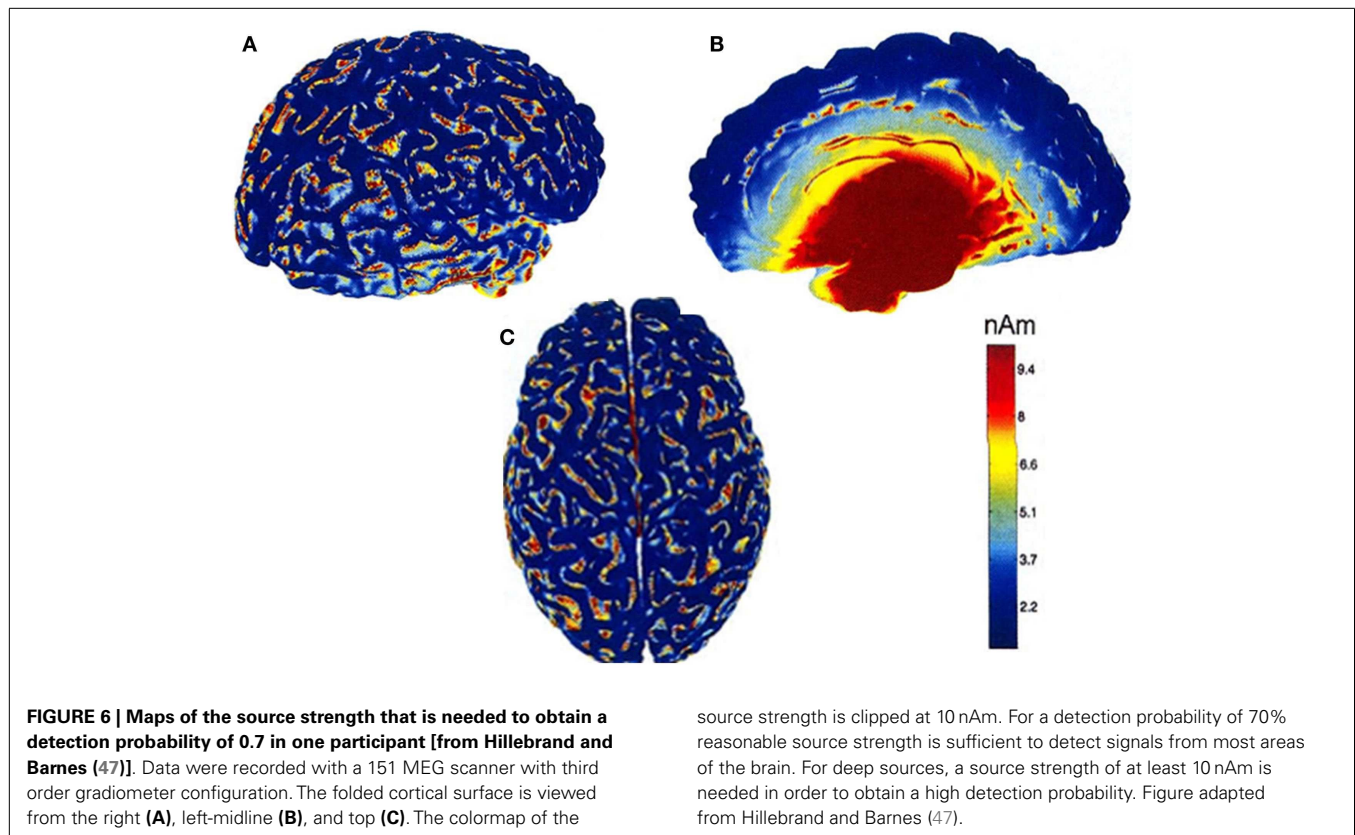 A
B
C
nAm
9.4
8
6.6
5.1
3.7
2.2
FIGURE 6 | Maps of the source strength that is needed to obtain a
detection probability of 0.7 in one participant [from Hillebrand and
Barnes (47)]. Data were recorded with a 151 MEG scanner with third
order gradiometer configuration. The folded cortical surface is viewed
from the right (A), left-midline (B), and top (C). The colormap of the
source strength is clipped at 10 nAm. For a detection probability of 70%
reasonable source strength is sufficient to detect signals from most areas
of the brain. For deep sources, a source strength of at least 10 nAm is
needed in order to obtain a high detection probability. Figure adapted
from Hillebrand and Barnes (47).